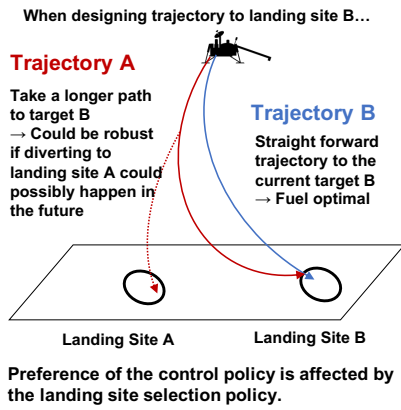 When designing trajectory to landing site B…
Trajectory A
Take a longer path
to target B
→ Could be robust
if diverting to
landing site A could
possibly happen in
the future
Trajectory B
Straight forward
trajectory to the
current target B
→ Fuel optimal
Landing Site A
Landing Site B
Preference of the control policy is affected by
the landing site selection policy.